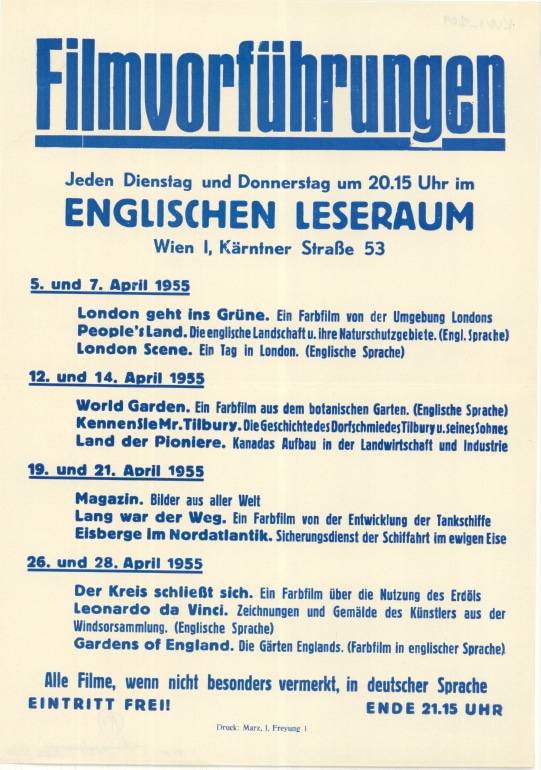 Filmvorführungen
Jeden Dienstag und Donnerstag um 20.15 Uhr im
ENGLISCHEN LESERAUM
Wien I, Kärntner Straße 53
5. und 7. April 1955
London geht ins Grüne. Ein Farbfilm von der Umgebung Londons
People's Land. Die englische Landschaft u. ihre Naturschutzgebiete. (Engl. Sprache)
London Scene. Ein Tag in London. (Englische Sprache)
12. und 14. April 1955
World Garden. Ein Farbfilm aus dem botanischen Garten. (Englische Sprache)
Kennen Sie Mr. Tilbury. Die Geschichte des Dorfschmiedes Tilbury u. seines Sohnes
Land der Pioniere. Kanadas Aufbau in der Landwirtschaft und Industrie
19. und 21. April 1955
Magazin. Bilder aus aller Welt
Lang war der Weg. Ein Farbfilm von der Entwicklung der Tankschiffe
Eisberge im Nordatlantik. Sicherungsdienst der Schiffahrt im ewigen Eise
26. und 28. April 1955
Der Kreis schließt sich. Ein Farbfilm über die Nutzung des Erdöls
Leonardo da Vinci. Zeichnungen und Gemälde des Künstlers aus der
Windsorsammlung. (Englische Sprache)
Gardens of England. Die Gärten Englands. (Farbfilm in englischer Sprache)
Alle Filme, wenn nicht besonders vermerkt, in deutscher Sprache
EINTRITT FREI! ENDE 21.15 UHR
Druck: Marz, I, Freyung 1